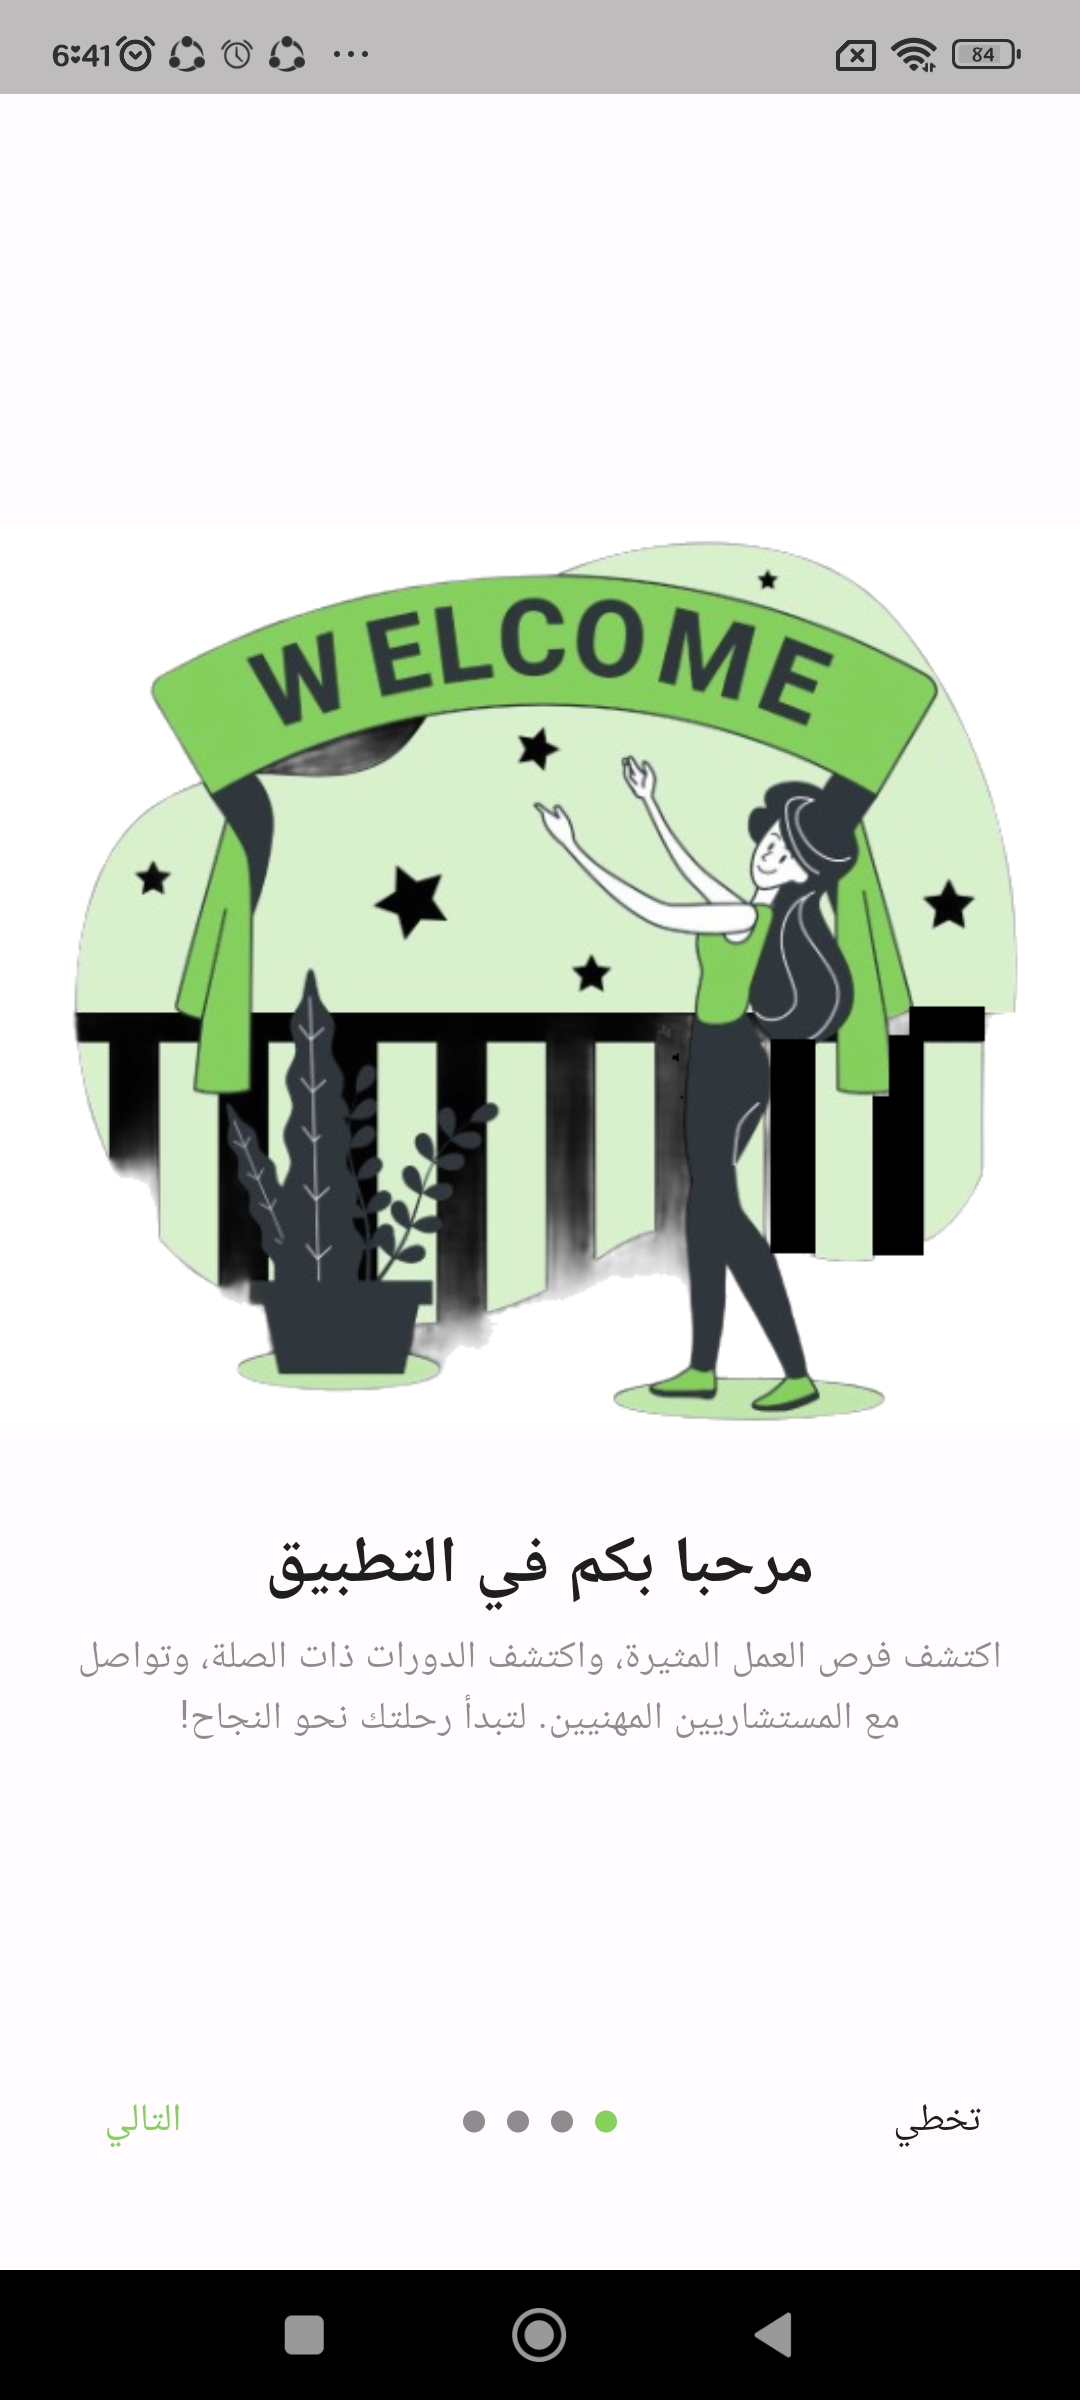 6:41
84
WELCOME
مرحبا بكم في التطبيق
اكتشف فرص العمل المثيرة، واكتشف الدورات ذات الصلة، وتواصل
مع المستشاريين المهنيين. لتبدأ رحلتك نحو النجاح!
تخطي
التالي